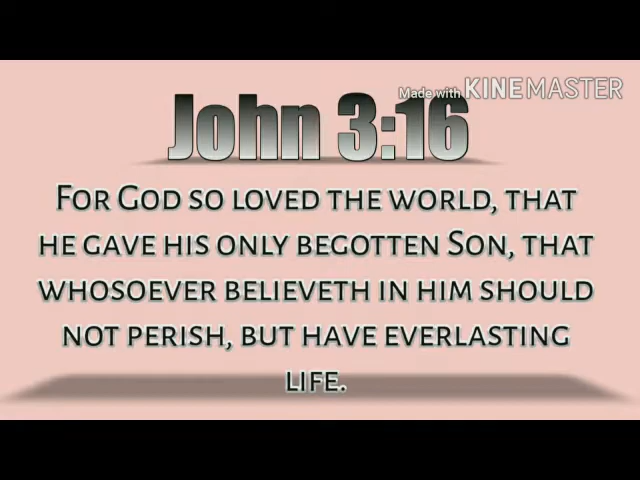 Made with KINEMASTER
John 3:16
FOR GOD SO LOVED THE WORLD, THAT
HE GAVE HIS ONLY BEGOTTEN SON, THAT
WHOSOEVER BELIEVETH IN HIM SHOULD
NOT PERISH, BUT HAVE EVERLASTING
LIFE.